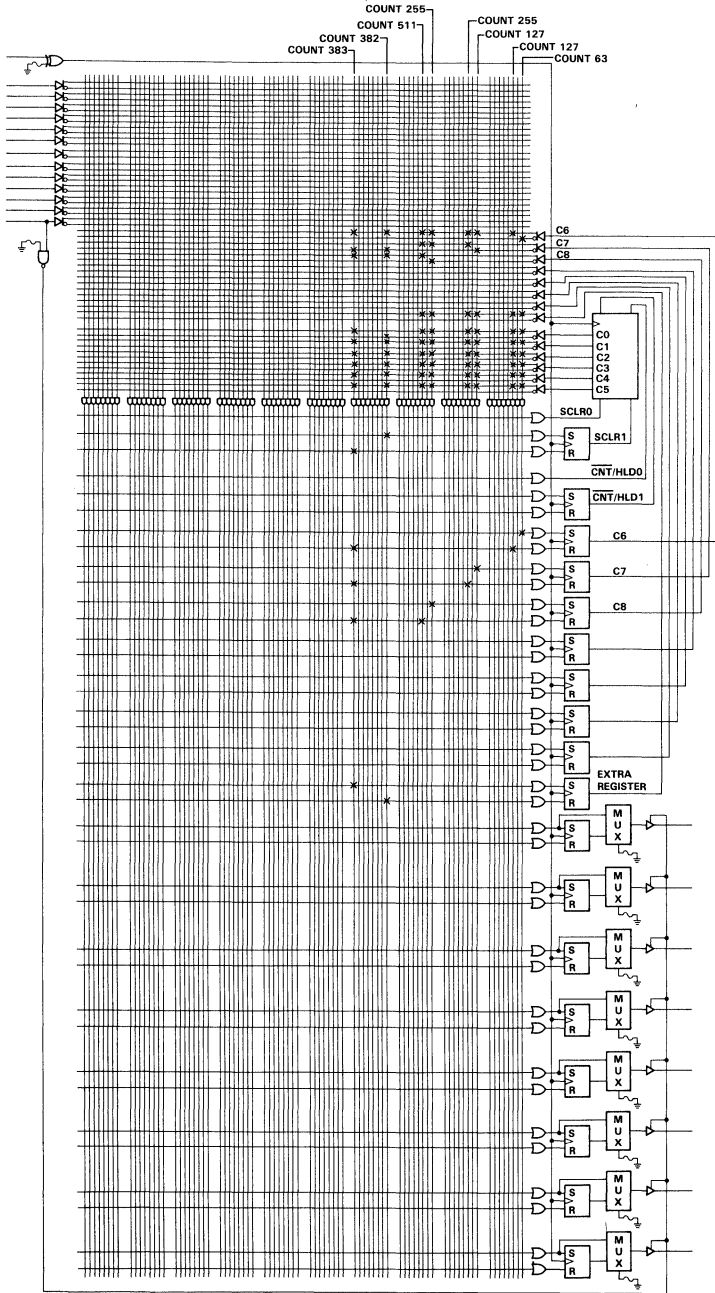 COUNT 255
COUNT 511
COUNT 382
COUNT 383
COUNT 255
COUNT 127
COUNT 127
COUNT 63
C6
C7
C8
C0
C1
C2
C3
C4
C5
SCLR0
S
R
SCLR1
CNT/HLD0
S
R
CNT/HLD1
S
R
C6
S
R
C7
S
R
C8
S
R
S
R
S
R
S
R
S
R
EXTRA
REGISTER
S
R
MUX
S
R
MUX
S
R
MUX
S
R
MUX
S
R
MUX
S
R
MUX
S
R
MUX
S
R
MUX